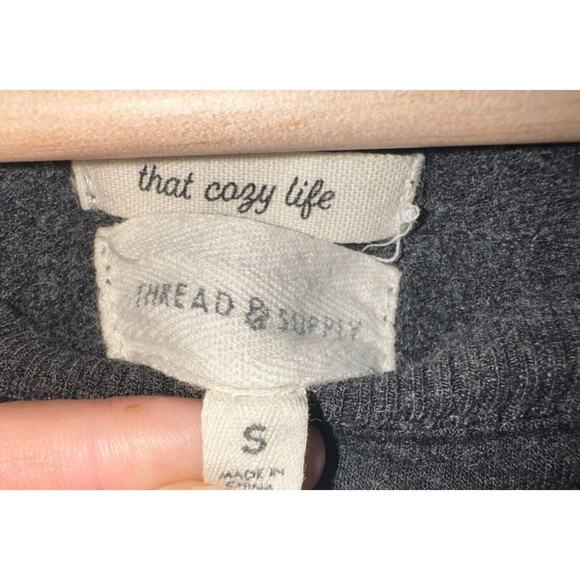 that cozy life
THREAD & SUPPLY
S
MADE IN
CHINA